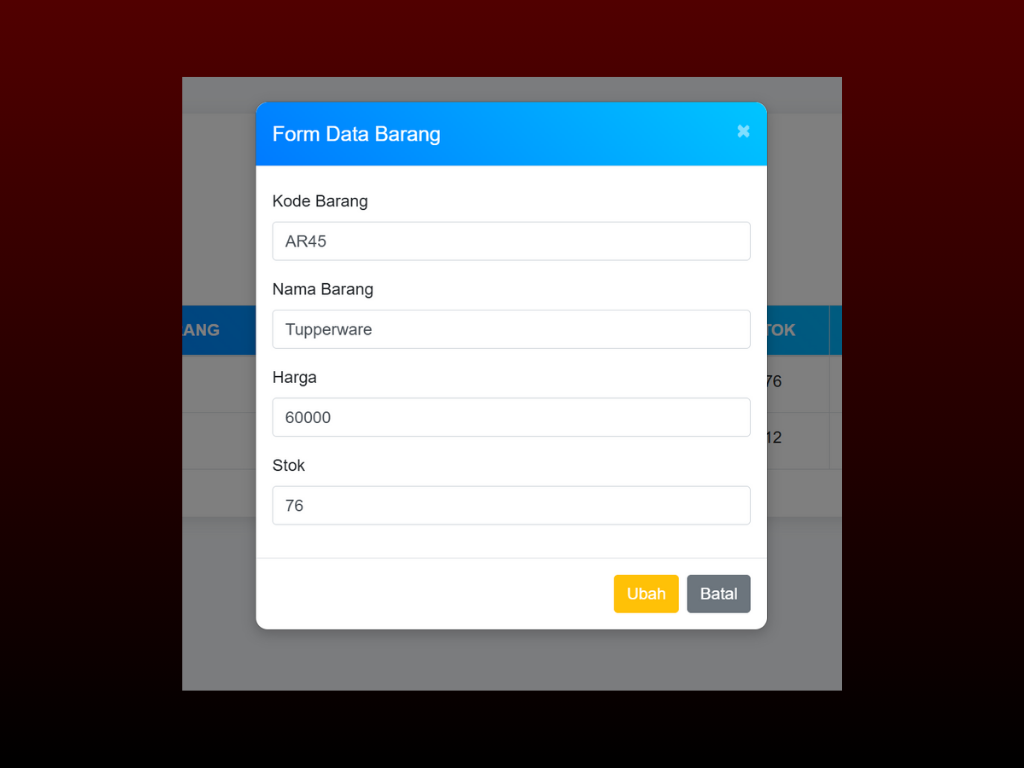 Form Data Barang
Kode Barang
AR45
Nama Barang
Tupperware
ANG
TOK
Harga
76
60000
12
Stok
76
Ubah Batal